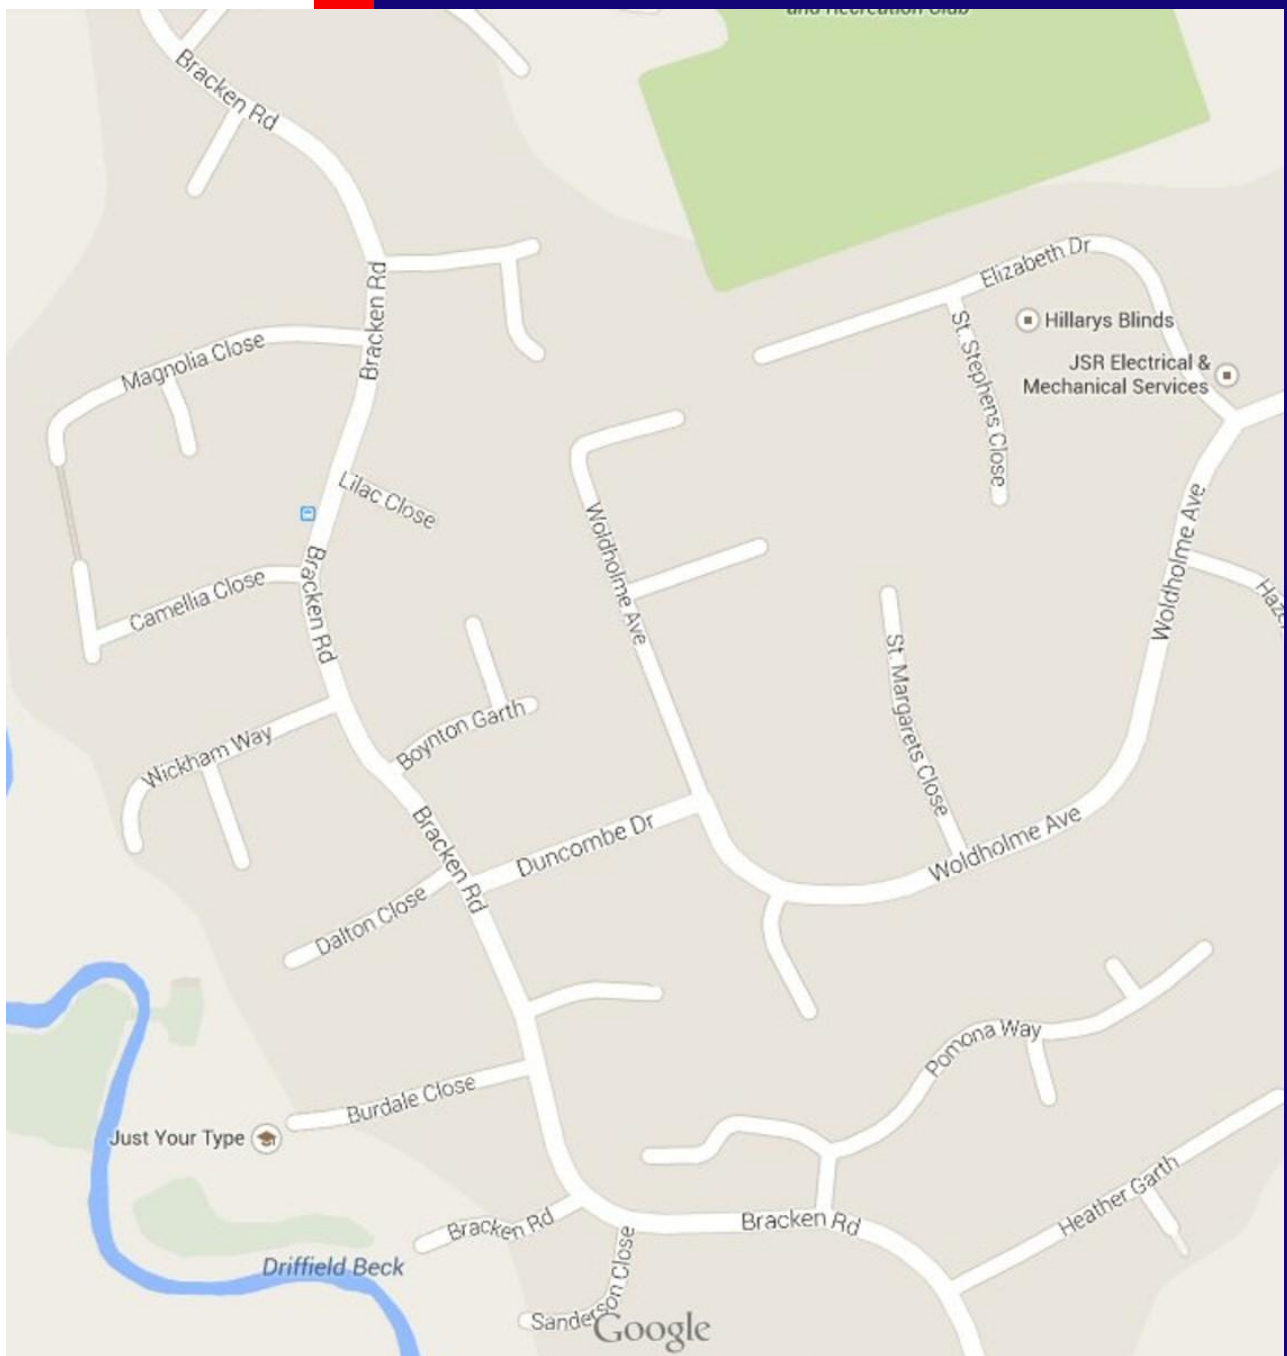 and Recreation Club
Bracken Rd
Elizabeth Dr
Bracken Rd
Hillarys Blinds
St. Stephens Close
Magnolia Close
JSR Electrical &
Mechanical Services
Lilac Close
Woldholme Ave
Woldholme Ave
Bracken Rd
Camellia Close
St. Margarets Close
Boynton Garth
Wickham Way
Bracken Rd
Duncombe Dr
Woldholme Ave
Dalton Close
Pomona Way
Burdale Close
Just Your Type
Heather Garth
Bracken Rd
Bracken Rd
Driffield Beck
Sanderson Close
Google